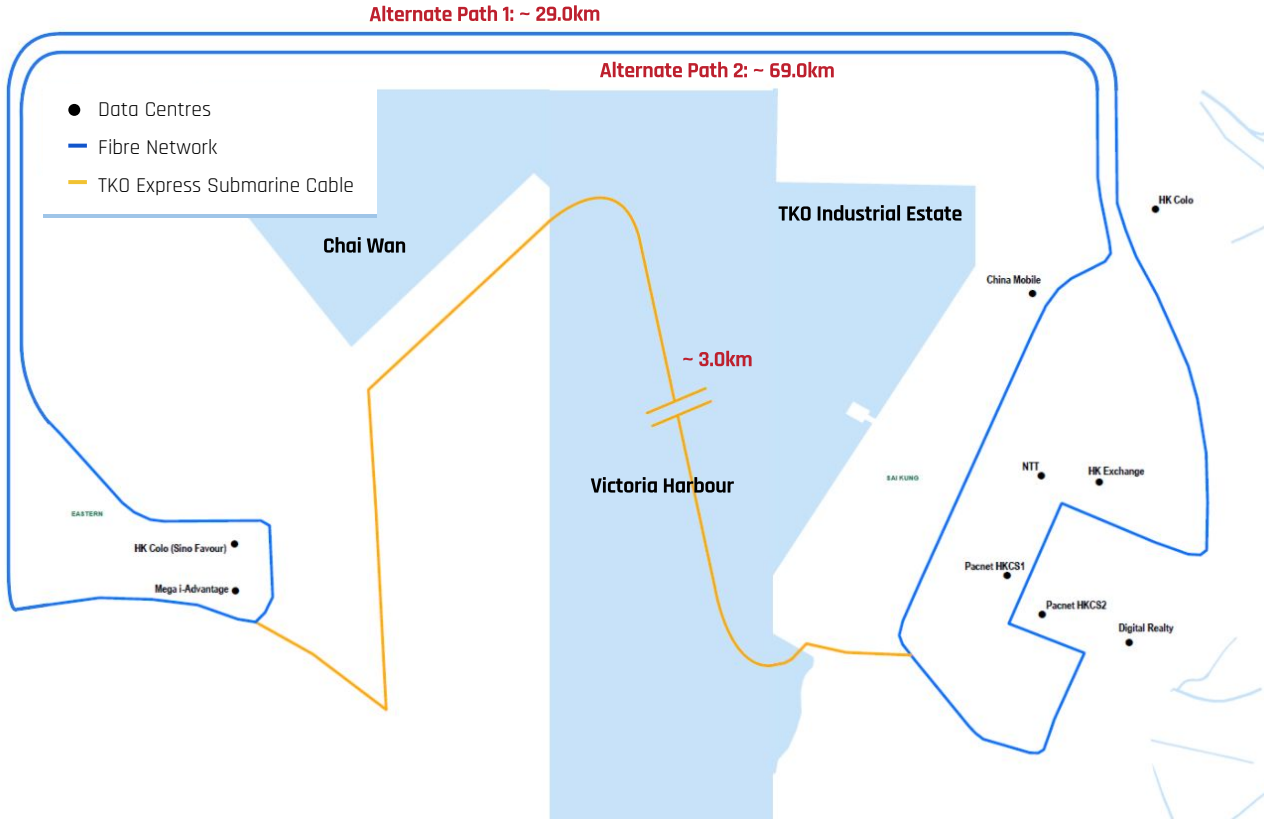 Alternate Path 1: ~ 29.0km
Alternate Path 2: ~ 69.0km
Data Centres
Fibre Network
TKO Express Submarine Cable
HK Colo
TKO Industrial Estate
Chai Wan
China Mobile
~ 3.0km
NTT
HK Exchange
SAI KUNG
Victoria Harbour
EASTERN
HK Colo (Sino Favour)
Pacnet HKCS1
Mega i-Advantage
Pacnet HKCS2
Digital Realty